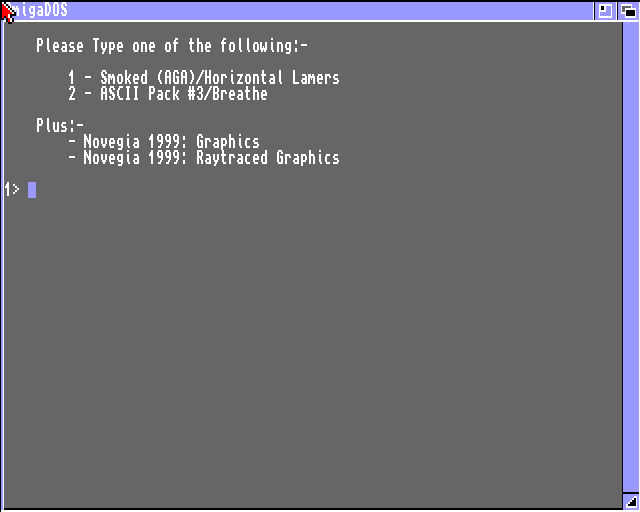 migaDOS
Please Type one of the following:-
1 - Smoked (AGA)/Horizontal Lamers
2 - ASCII Pack #3/Breathe
Plus:-
- Novegia 1999: Graphics
- Novegia 1999: Raytraced Graphics
1>